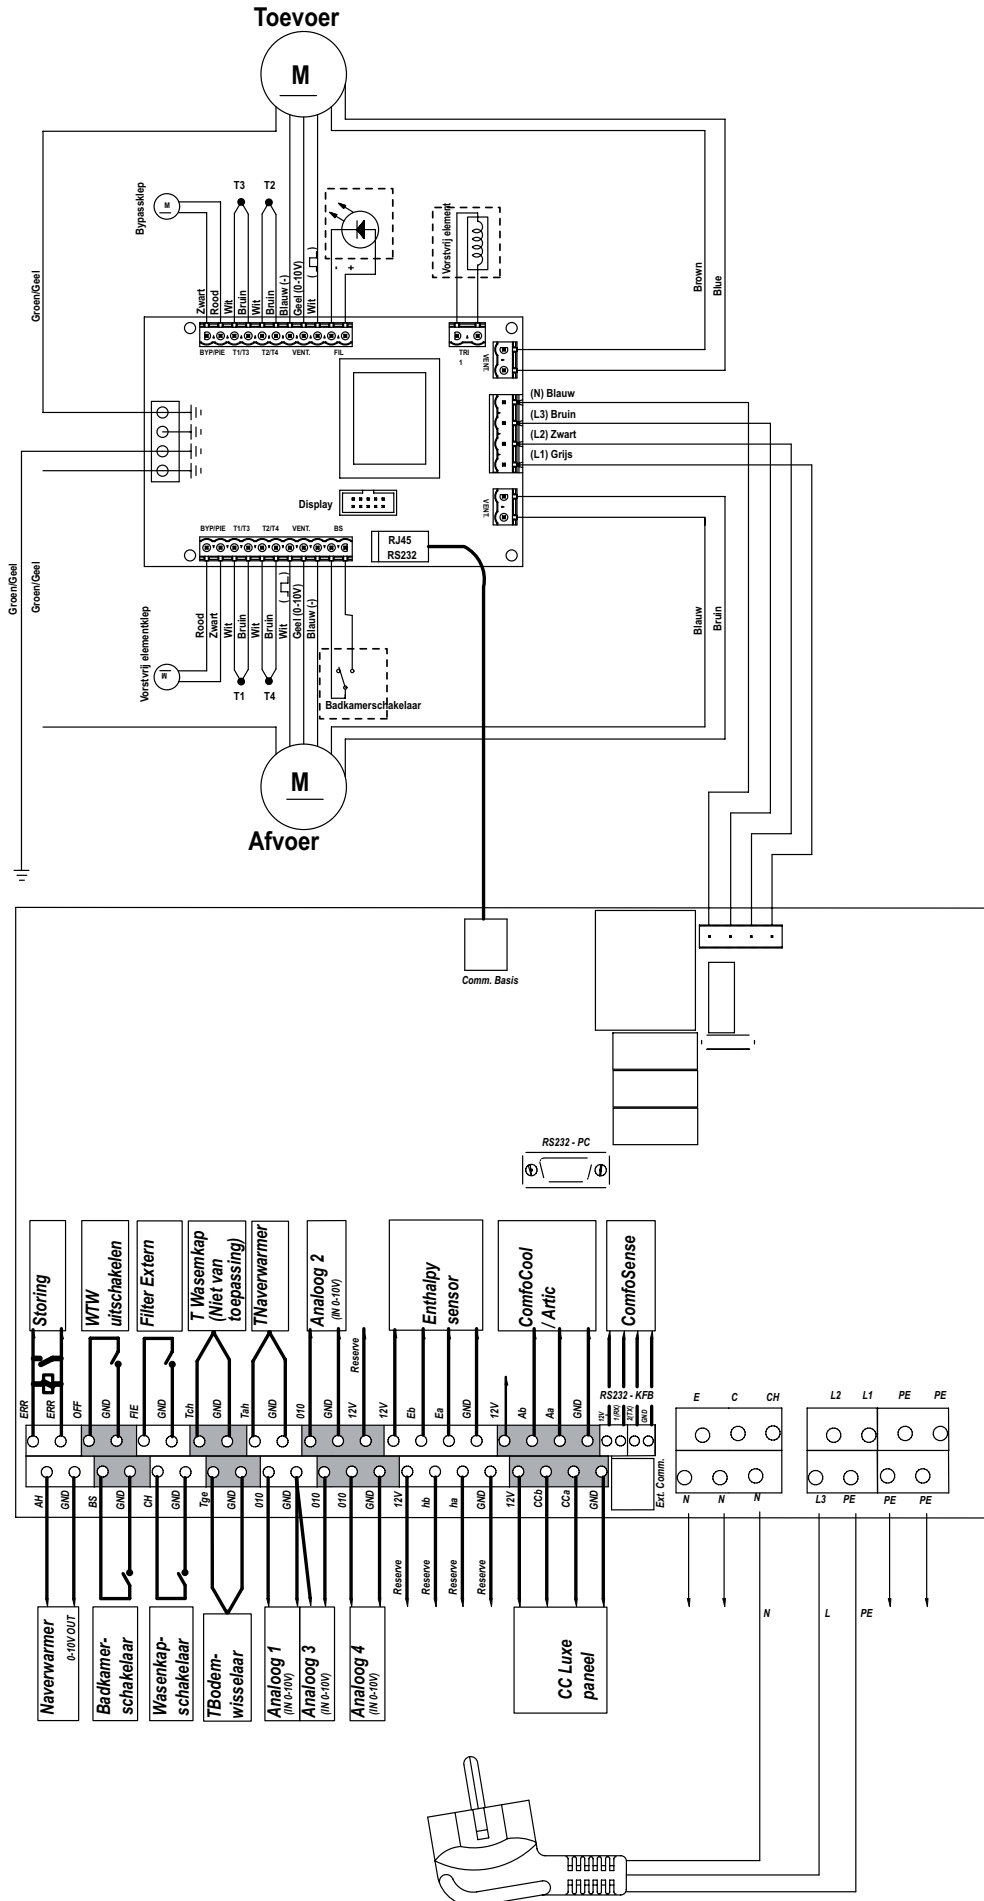 Toevoer
M
Bypassklep
M
T3
T2
Vorstvrij element
Groen/Geel
Zwart
Rood
Wit
Bruin
Wit
Bruin
Blauw (-)
Geel (0-10V)
Wit
- +
Brown
Blue
BYP/PIE T1/T3 T2/T4 VENT. FIL
TRI
1
VENT.
(N) Blauw
(L3) Bruin
(L2) Zwart
(L1) Grijs
Display
VENT.
BYP/PIE T1/T3 T2/T4 VENT. BS
RJ45
RS232
Groen/Geel
Groen/Geel
Rood
Zwart
Wit
Bruin
Wit
Bruin
Wit
Geel (0-10V)
Blauw (-)
Blauw
Bruin
Vorstvrij elementklep
M
T1
T4
Badkamerschakelaar
M
Afvoer
Comm. Basis
RS232 - PC
Storing
WTW
uitschakelen
Filter Extern
T Wasemkap
(Niet van
toepassing)
TNaverwarmer
Analoog 2
(IN 0-10V)
Reserve
Enthalpy
sensor
ComfoCool
/ Artic
ComfoSense
RS232 - KFB
ERR
ERR
OFF
GND
FIE
GND
Tch
GND
Tah
GND
010
GND
12V
12V
Eb
Ea
GND
12V
Ab
Aa
GND
12V
1(RX)
2(TX)
GND
E C CH
L2 L1 PE PE
AH
GND
BS
GND
CH
GND
Tge
GND
010
GND
010
010
GND
12V
hb
ha
GND
12V
CCb
CCa
GND
Ext. Comm.
N N N
L3 PE PE PE
Reserve
Reserve
Reserve
Reserve
N
L
PE
Naverwarmer
0-10V OUT
Badkamer-
schakelaar
Wasenkap-
schakelaar
TBodem-
wisselaar
Analoog 1
(IN 0-10V)
Analoog 3
(IN 0-10V)
Analoog 4
(IN 0-10V)
CC Luxe
paneel